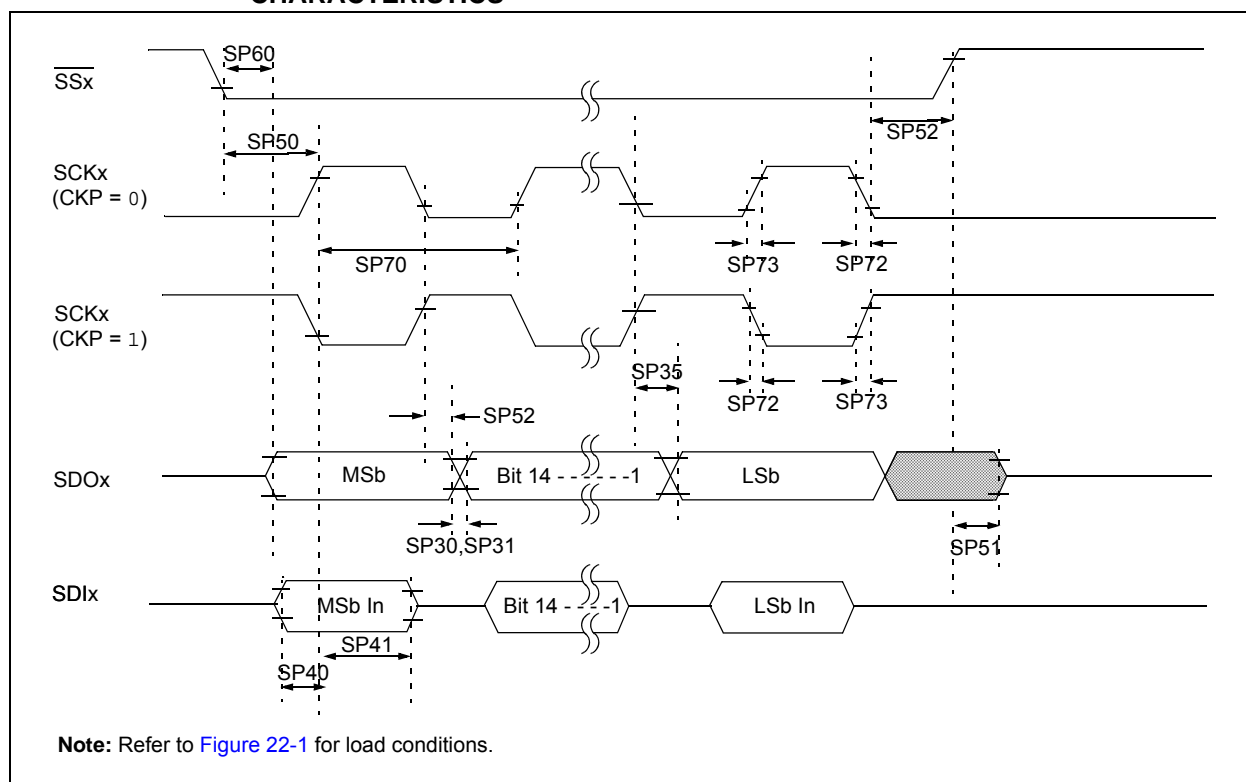 CHARACTERISTICS
SP60
SSx
SP52
SP50
SCKx
(CKP = 0)
SP70
SP73
SP72
SCKx
(CKP = 1)
SP35
SP72
SP73
SP52
SDOx
MSb
Bit 14 - - - - - -1
LSb
SP30,SP31
SP51
SDIx
MSb In
Bit 14 - - - -1
LSb In
SP41
SP40
Note: Refer to Figure 22-1 for load conditions.